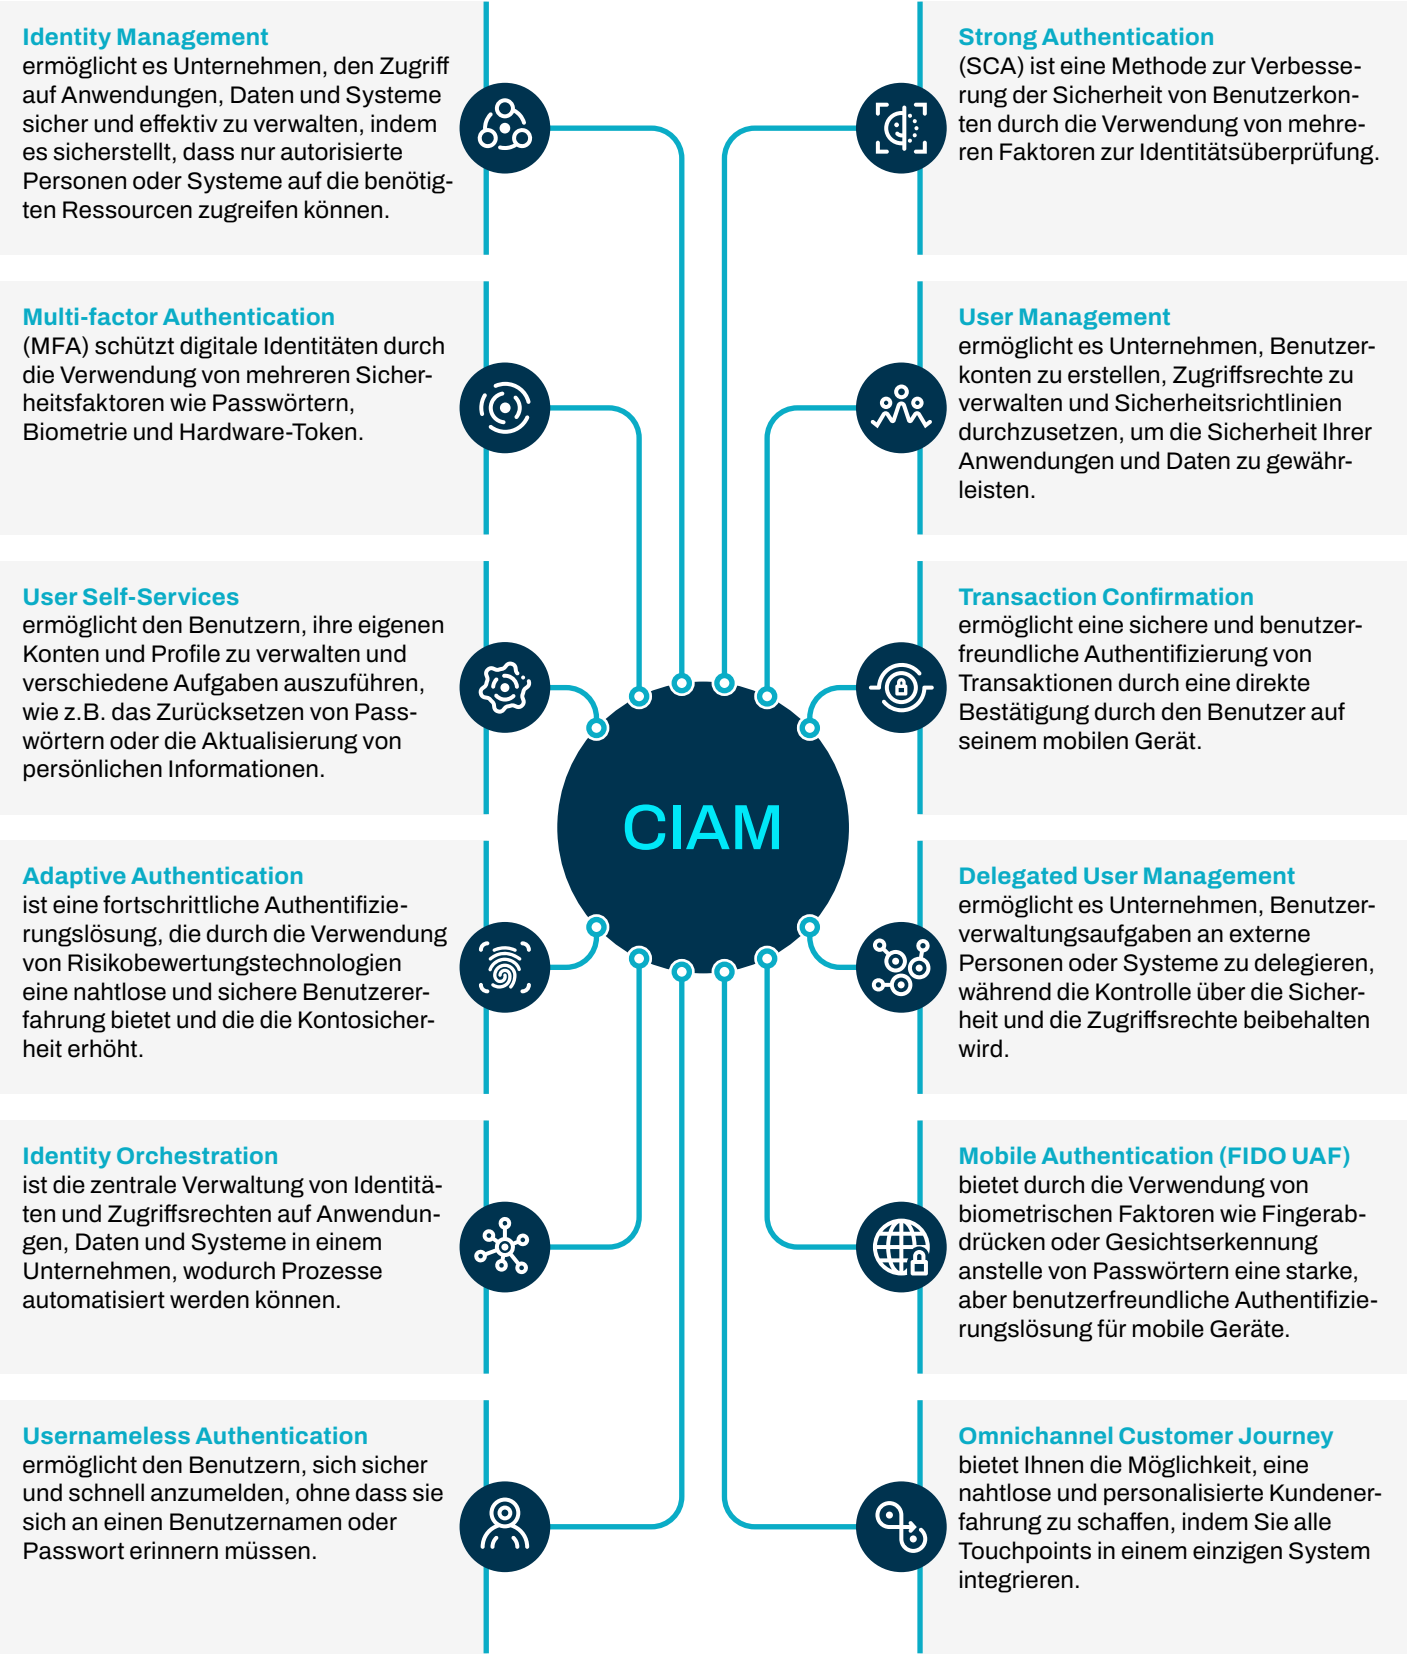 Identity Management
ermöglicht es Unternehmen, den Zugriff
auf Anwendungen, Daten und Systeme
sicher und effektiv zu verwalten, indem
es sicherstellt, dass nur autorisierte
Personen oder Systeme auf die benötig-
ten Ressourcen zugreifen können.
Multi-factor Authentication
(MFA) schützt digitale Identitäten durch
die Verwendung von mehreren Sicher-
heitsfaktoren wie Passwörtern,
Biometrie und Hardware-Token.
User Self-Services
ermöglicht den Benutzern, ihre eigenen
Konten und Profile zu verwalten und
verschiedene Aufgaben auszuführen,
wie z.B. das Zurücksetzen von Pass-
wörtern oder die Aktualisierung von
persönlichen Informationen.
Adaptive Authentication
ist eine fortschrittliche Authentifizie-
rungslösung, die durch die Verwendung
von Risikobewertungstechnologien
eine nahtlose und sichere Benutzerer-
fahrung bietet und die die Kontosicher-
heit erhöht.
Identity Orchestration
ist die zentrale Verwaltung von Identitä-
ten und Zugriffsrechten auf Anwendun-
gen, Daten und Systeme in einem
Unternehmen, wodurch Prozesse
automatisiert werden können.
Usernameless Authentication
ermöglicht den Benutzern, sich sicher
und schnell anzumelden, ohne dass sie
sich an einen Benutzernamen oder
Passwort erinnern müssen.
CIAM
Strong Authentication
(SCA) ist eine Methode zur Verbesse-
rung der Sicherheit von Benutzerkon-
ten durch die Verwendung von mehre-
ren Faktoren zur Identitätsüberprüfung.
User Management
ermöglicht es Unternehmen, Benutzer-
konten zu erstellen, Zugriffsrechte zu
verwalten und Sicherheitsrichtlinien
durchzusetzen, um die Sicherheit Ihrer
Anwendungen und Daten zu gewähr-
leisten.
Transaction Confirmation
ermöglicht eine sichere und benutzer-
freundliche Authentifizierung von
Transaktionen durch eine direkte
Bestätigung durch den Benutzer auf
seinem mobilen Gerät.
Delegated User Management
ermöglicht es Unternehmen, Benutzer-
verwaltungsaufgaben an externe
Personen oder Systeme zu delegieren,
während die Kontrolle über die Sicher-
heit und die Zugriffsrechte beibehalten
wird.
Mobile Authentication (FIDO UAF)
bietet durch die Verwendung von
biometrischen Faktoren wie Fingerab-
drücken oder Gesichtserkennung
anstelle von Passwörtern eine starke,
aber benutzerfreundliche Authentifizie-
rungslösung für mobile Geräte.
Omnichannel Customer Journey
bietet Ihnen die Möglichkeit, eine
nahtlose und personalisierte Kundener-
fahrung zu schaffen, indem Sie alle
Touchpoints in einem einzigen System
integrieren.